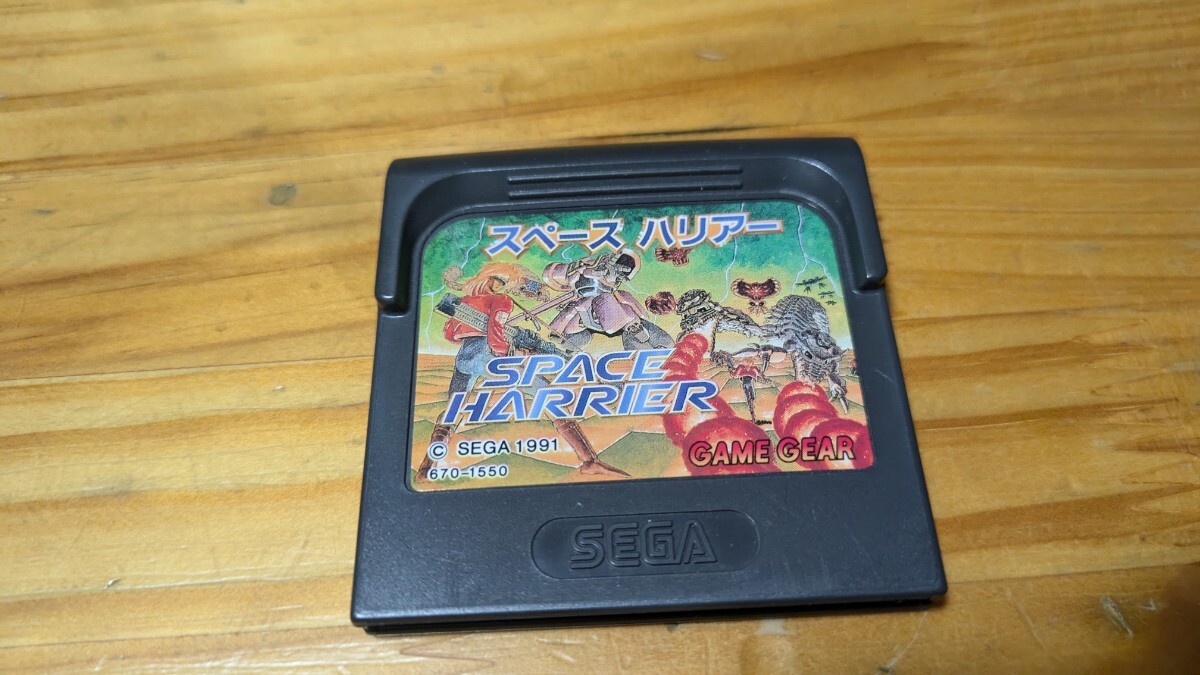 スペース ハリアー
SPACE
HARRIER
© SEGA 1991
670-1550
GAME GEAR
SEGA